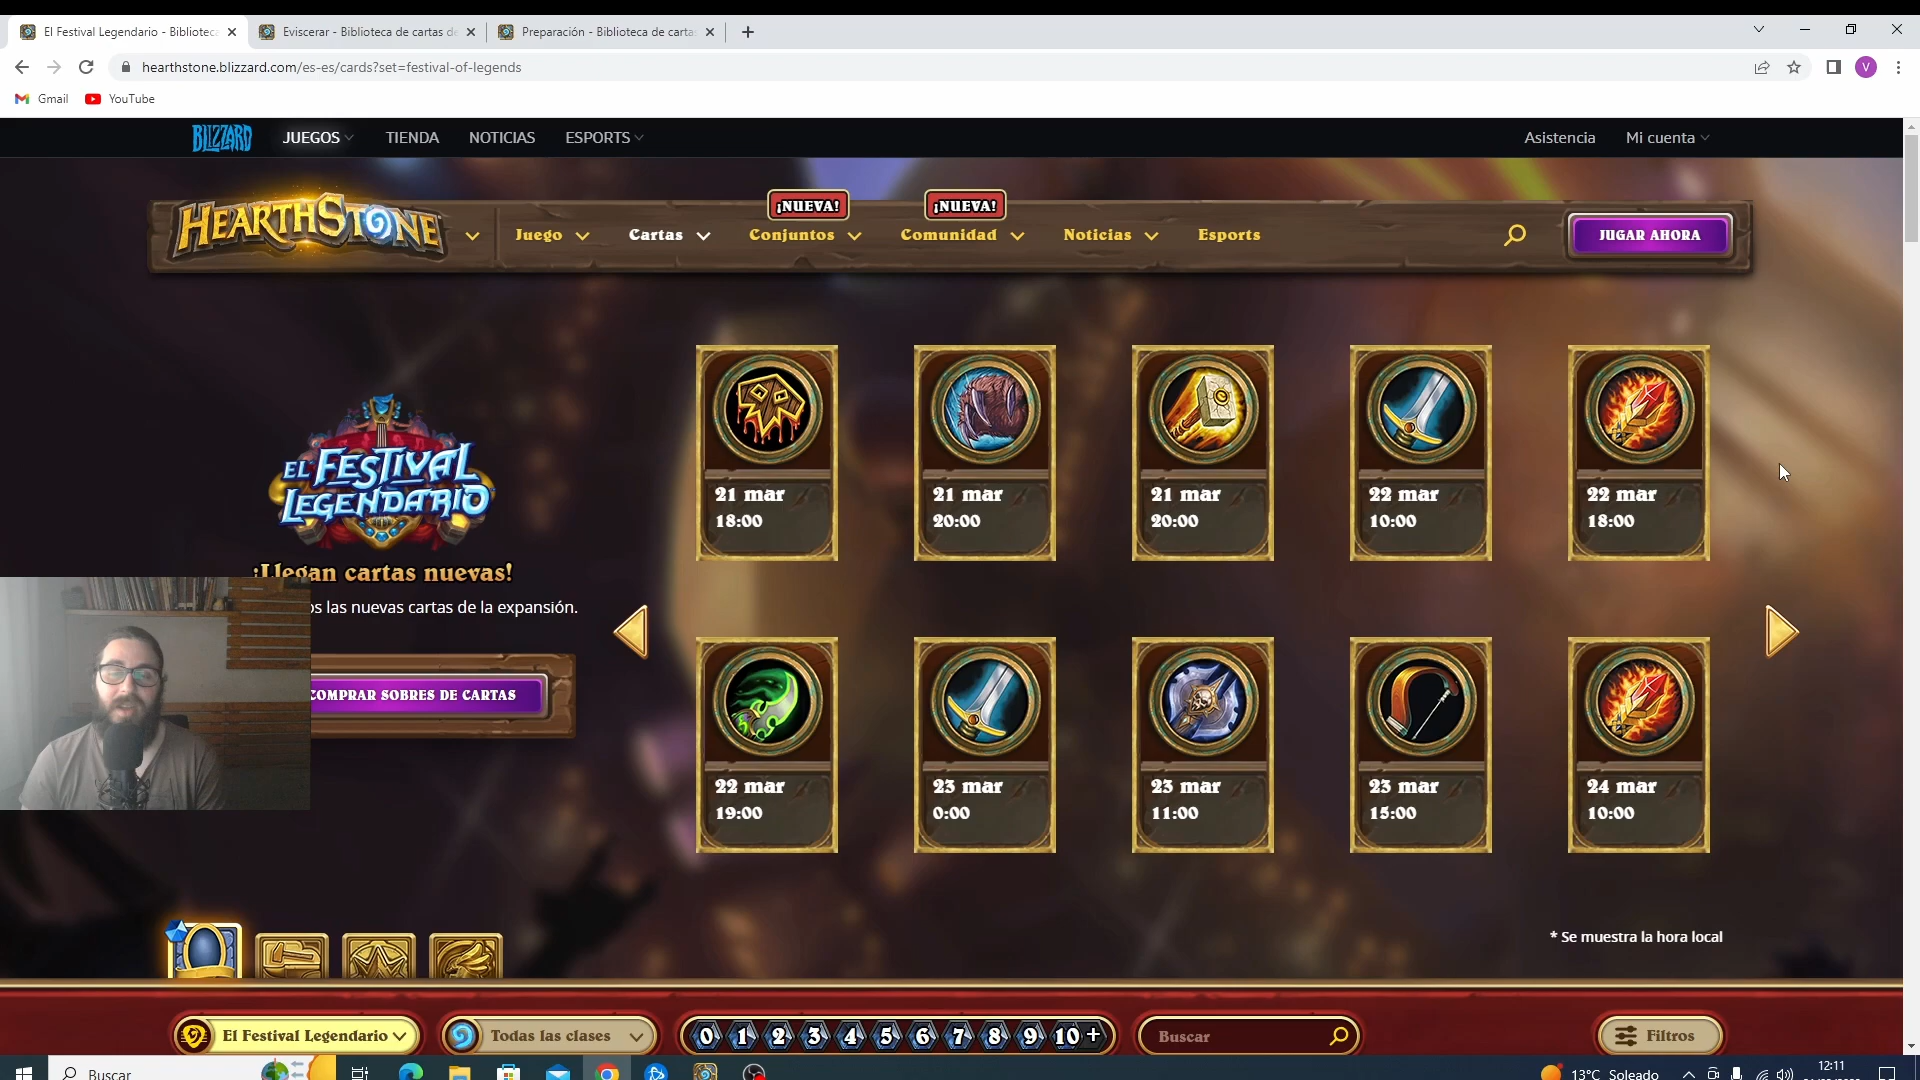 El Festival Legendario - Bibliotec
Eviscerar - Biblioteca de cartas de
Preparación - Biblioteca de carta
hearthstone.blizzard.com/es-es/cards?set=festival-of-legends
V
Gmail
YouTube
BLIZZARD
JUEGOS
TIENDA
NOTICIAS
ESPORTS
Asistencia
Mi cuenta
HEARTHSTONE
¡NUEVA!
¡NUEVA!
Juego
Cartas
Conjuntos
Comunidad
Noticias
Esports
JUGAR AHORA
EL FESTIVAL
LEGENDARIO
¡Llegan cartas nuevas!
os las nuevas cartas de la expansión.
COMPRAR SOBRES DE CARTAS
21 mar
18:00
21 mar
20:00
21 mar
20:00
22 mar
10:00
22 mar
18:00
22 mar
19:00
23 mar
0:00
23 mar
11:00
23 mar
15:00
24 mar
10:00
* Se muestra la hora local
El Festival Legendario
Todas las clases
0 1 2 3 4 5 6 7 8 9 10 +
Buscar
Filtros
Buscar
13°C Soleado
12:11